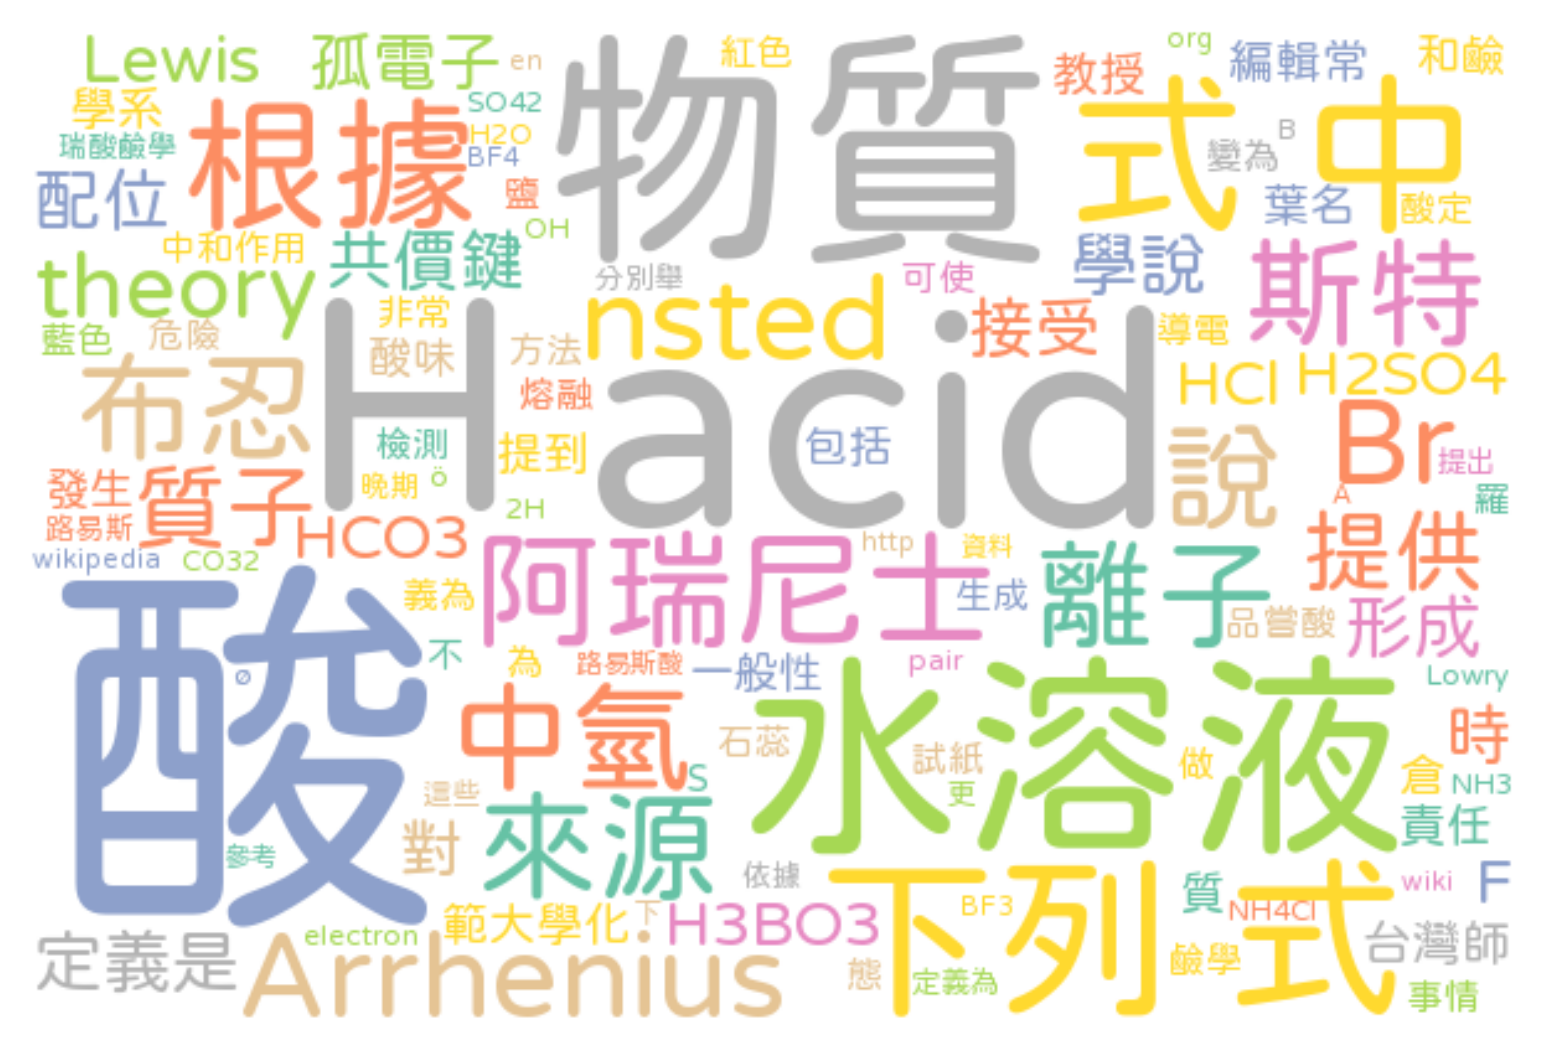 Lewis
孤電子
en
物質
紅色
教授
org
編輯常
和鹼
學系
根據
SO42
H2O
BF4
式中
B
變為
瑞酸鹼學
配位
鹽
OH
葉名
酸定
中和作用
共價鍵
theory
分別舉
可使
學說
斯特
藍色
危險
非常
酸味
方法
nsted
接受
導電
布忍
H
熔融
acid
HCl
H2SO4
檢測
提到
包括
說
Br
提出
發生
質子
晚期
ö
2H
A
羅
路易斯
HCO3
wikipedia
CO32
阿瑞尼士
http
資料
離子
提供
酸
義為
生成
品嘗酸
形成
ø
不
為
路易斯酸
一般性
pair
Lowry
中氫
水溶液
石蕊
試紙
時
S
更
做
倉
NH3
這些
來源
對
責任
參考
依據
下列式
質
wiki
F
定義是
electron
範大學化
下
H3BO3
BF3
NH4Cl
台灣師
Arrhenius
態
定義為
鹼學
事情